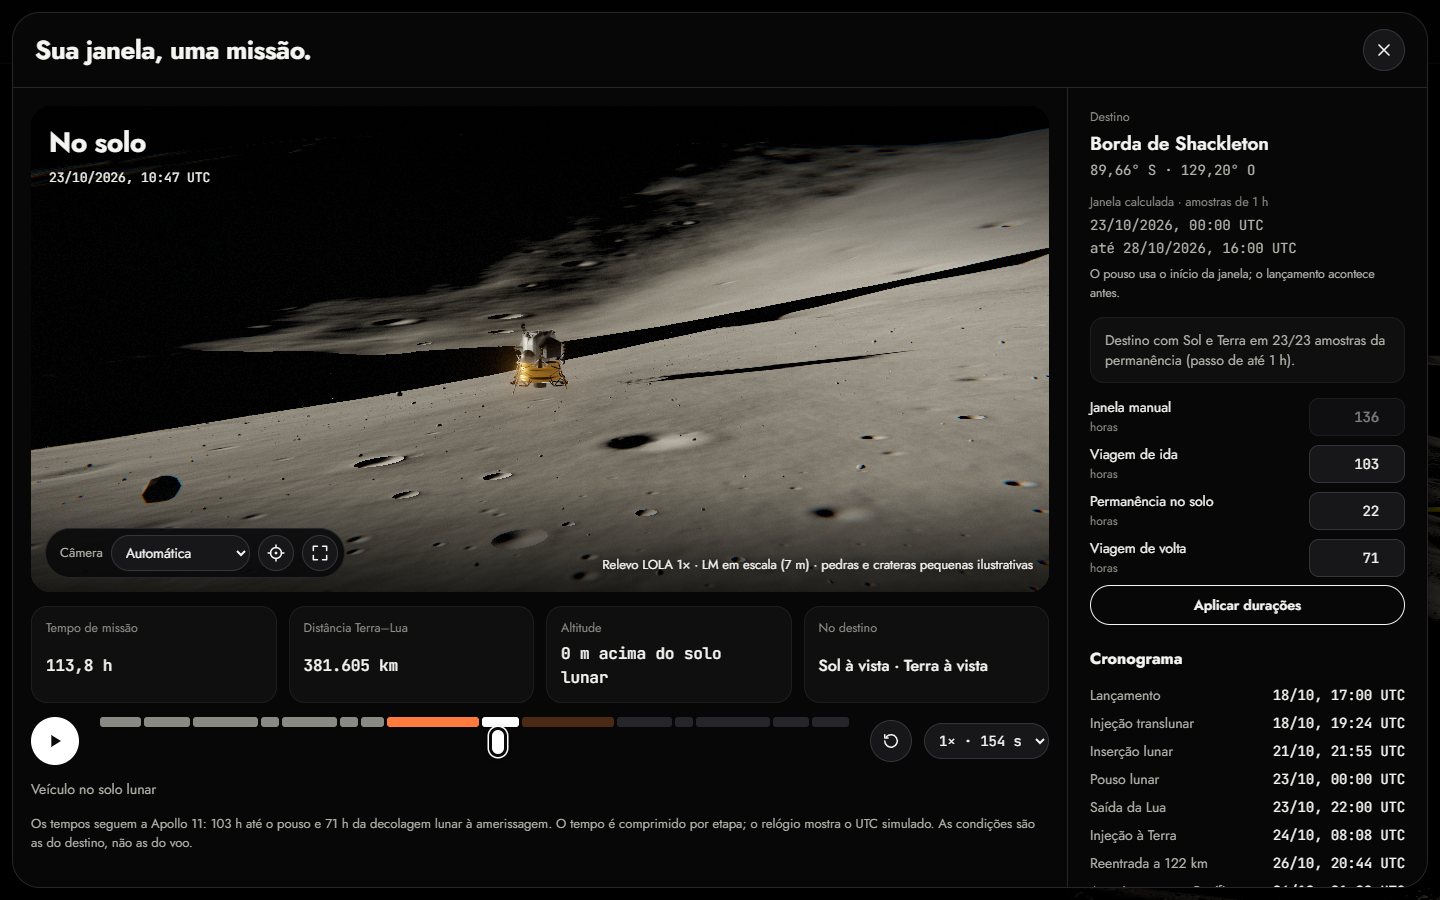 Sua janela, uma missão.
No solo
23/10/2026, 10:47 UTC
Câmera
Automática
Relevo LOLA 1× · LM em escala (7 m) · pedras e crateras pequenas ilustrativas
Tempo de missão
113,8 h
Distância Terra–Lua
381.605 km
Altitude
0 m acima do solo
lunar
No destino
Sol à vista · Terra à vista
1× · 154 s
Veículo no solo lunar
Os tempos seguem a Apollo 11: 103 h até o pouso e 71 h da decolagem lunar à amerissagem. O tempo é comprimido por etapa; o relógio mostra o UTC simulado. As condições são
as do destino, não as do voo.
Destino
Borda de Shackleton
89,66° S · 129,20° O
Janela calculada · amostras de 1 h
23/10/2026, 00:00 UTC
até 28/10/2026, 16:00 UTC
O pouso usa o início da janela; o lançamento acontece
antes.
Destino com Sol e Terra em 23/23 amostras da
permanência (passo de até 1 h).
Janela manual
horas
136
Viagem de ida
horas
103
Permanência no solo
horas
22
Viagem de volta
horas
71
Aplicar durações
Cronograma
Lançamento 18/10, 17:00 UTC
Injeção translunar 18/10, 19:24 UTC
Inserção lunar 21/10, 21:55 UTC
Pouso lunar 23/10, 00:00 UTC
Saída da Lua 23/10, 22:00 UTC
Injeção à Terra 24/10, 08:08 UTC
Reentrada a 122 km 26/10, 20:44 UTC